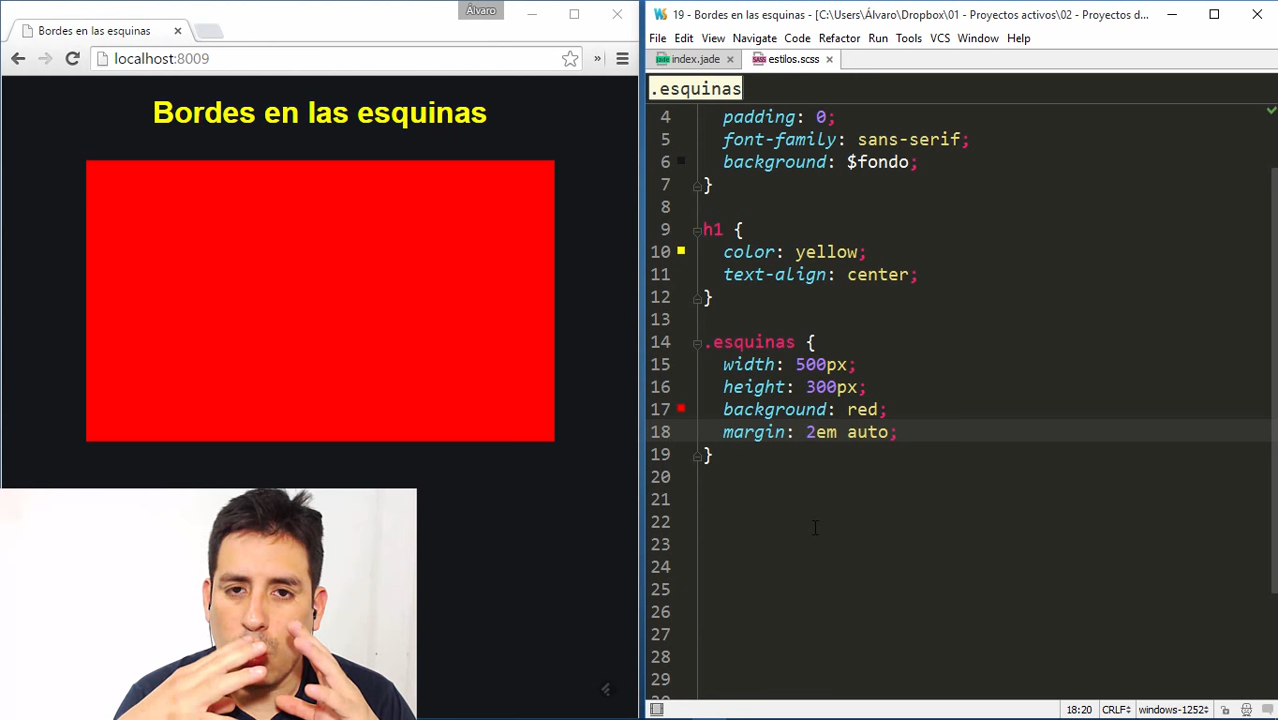 Álvaro
Bordes en las esquinas
localhost:8009
Bordes en las esquinas
19 - Bordes en las esquinas - [C:\Users\Álvaro\Dropbox\01 - Proyectos activos\02 - Proyectos d...
File Edit View Navigate Code Refactor Run Tools VCS Window Help
index.jade estilos.scss
.esquinas
4 padding: 0;
5 font-family: sans-serif;
6 background: $fondo;
7 }
8
9 h1 {
10 color: yellow;
11 text-align: center;
12 }
13
14 .esquinas {
15 width: 500px;
16 height: 300px;
17 background: red;
18 margin: 2em auto;
19 }
20
21
22
23
24
25
26
27
28
29
18:20 CRLF windows-1252